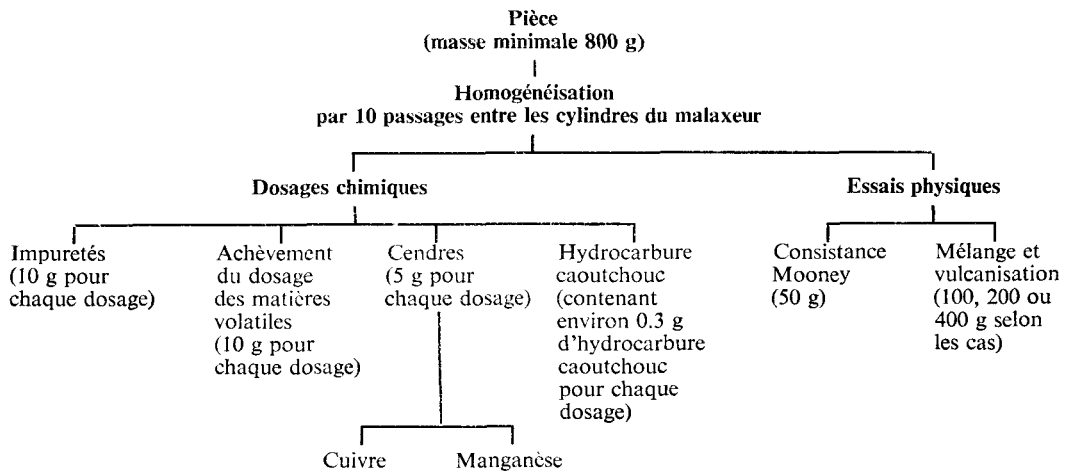 Pièce
(masse minimale 800 g)
Homogénéisation
par 10 passages entre les cylindres du malaxeur
Dosages chimiques
Essais physiques
Impuretés
(10 g pour
chaque dosage)
Achèvement
du dosage
des matières
volatiles
(10 g pour
chaque dosage)
Cendres
(5 g pour
chaque dosage)
Hydrocarbure
caoutchouc
(contenant
environ 0.3 g
d'hydrocarbure
caoutchouc
pour chaque
dosage)
Consistance
Mooney
(50 g)
Mélange et
vulcanisation
(100, 200 ou
400 g selon
les cas)
Cuivre
Manganèse